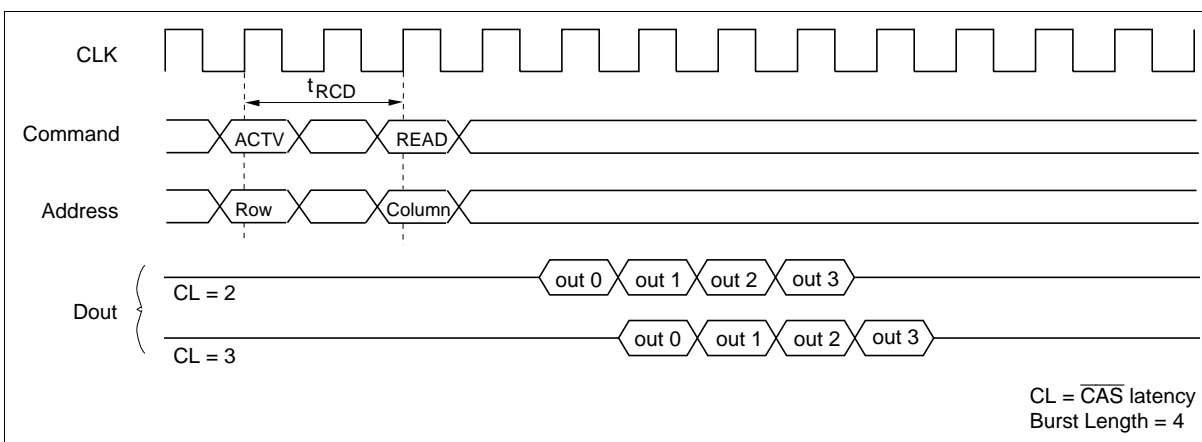 CLK
tRCD
Command
ACTV
READ
Address
Row
Column
Dout
out 0
out 1
out 2
out 3
CL = 2
out 0
out 1
out 2
out 3
CL = 3
CL = C̅A̅S̅ latency
Burst Length = 4